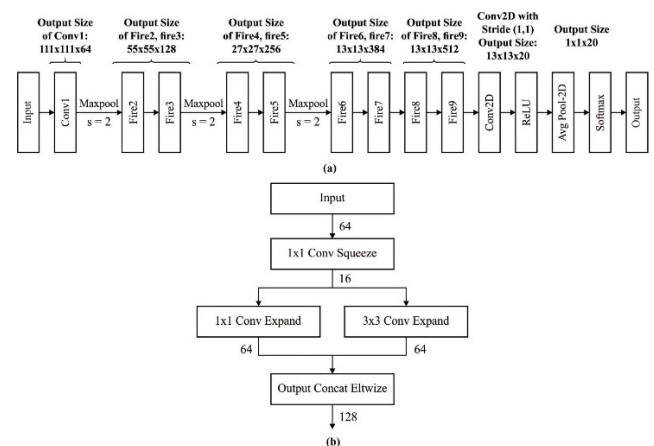 Output Size
of Conv1:
111x111x64
Output Size
of Fire2, fire3:
55x55x128
Output Size
of Fire4, fire5:
27x27x256
Output Size
of Fire6, fire7:
13x13x384
Output Size
of Fire8, fire9:
13x13x512
Conv2D with
Stride (1,1)
Output Size:
13x13x20
Output Size
1x1x20
Input
Conv1
Maxpool
s = 2
Fire2
Fire3
Maxpool
s = 2
Fire4
Fire5
Maxpool
s = 2
Fire6
Fire7
Fire8
Fire9
Conv2D
ReLU
Avg Pool-2D
Softmax
Output
(a)
Input
64
1x1 Conv Squeeze
16
1x1 Conv Expand
3x3 Conv Expand
64
64
Output Concat Eltwize
128
(b)